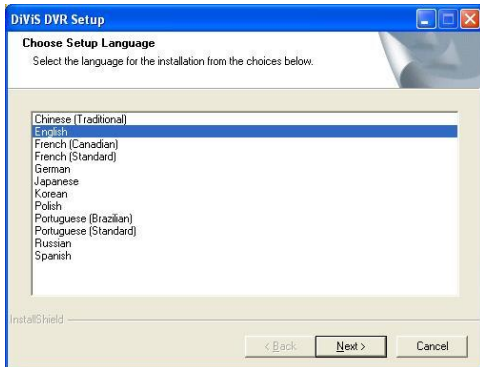 DiViS DVR Setup
Choose Setup Language
Select the language for the installation from the choices below.
Chinese (Traditional)
English
French (Canadian)
French (Standard)
German
Japanese
Korean
Polish
Portuguese (Brazilian)
Portuguese (Standard)
Russian
Spanish
InstallShield
< Back Next > Cancel